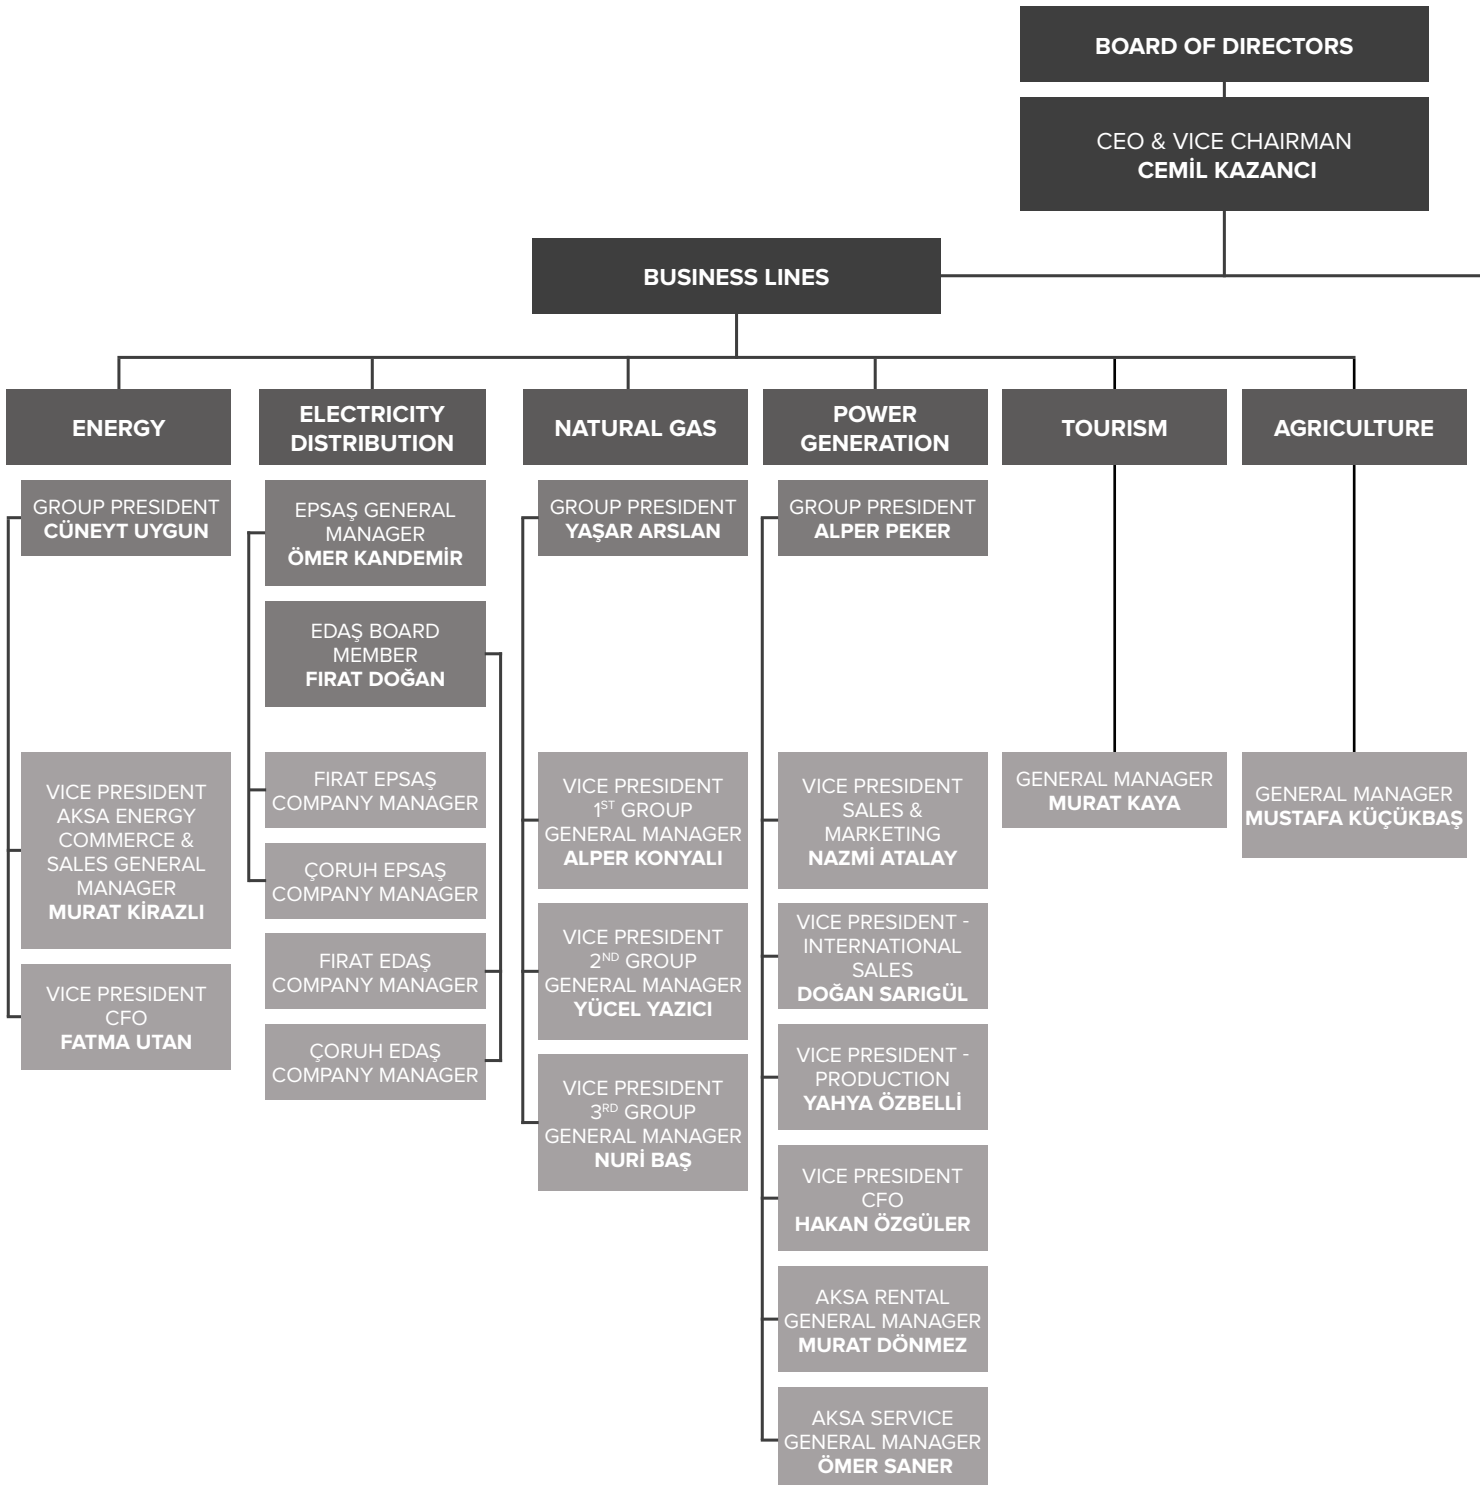 BOARD OF DIRECTORS
CEO & VICE CHAIRMAN
CEMİL KAZANCI
BUSINESS LINES
ENERGY
GROUP PRESIDENT
CÜNEYT UYGUN
VICE PRESIDENT
AKSA ENERGY
COMMERCE &
SALES GENERAL
MANAGER
MURAT KİRAZLI
VICE PRESIDENT
CFO
FATMA UTAN
ELECTRICITY
DISTRIBUTION
EPSAŞ GENERAL
MANAGER
ÖMER KANDEMİR
EDAŞ BOARD
MEMBER
FIRAT DOĞAN
FIRAT EPSAŞ
COMPANY MANAGER
ÇORUH EPSAŞ
COMPANY MANAGER
FIRAT EDAŞ
COMPANY MANAGER
ÇORUH EDAŞ
COMPANY MANAGER
NATURAL GAS
GROUP PRESIDENT
YAŞAR ARSLAN
VICE PRESIDENT
1ST GROUP
GENERAL MANAGER
ALPER KONYALI
VICE PRESIDENT
2ND GROUP
GENERAL MANAGER
YÜCEL YAZICI
VICE PRESIDENT
3RD GROUP
GENERAL MANAGER
NURİ BAŞ
POWER
GENERATION
GROUP PRESIDENT
ALPER PEKER
VICE PRESIDENT
SALES &
MARKETING
NAZMİ ATALAY
VICE PRESIDENT -
INTERNATIONAL
SALES
DOĞAN SARIGÜL
VICE PRESIDENT -
PRODUCTION
YAHYA ÖZBELLİ
VICE PRESIDENT
CFO
HAKAN ÖZGÜLER
AKSA RENTAL
GENERAL MANAGER
MURAT DÖNMEZ
AKSA SERVICE
GENERAL MANAGER
ÖMER SANER
TOURISM
GENERAL MANAGER
MURAT KAYA
AGRICULTURE
GENERAL MANAGER
MUSTAFA KÜÇÜKBAŞ